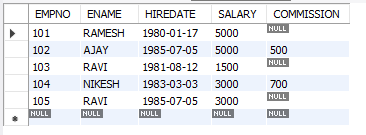 EMPNO ENAME HIREDATE SALARY COMMISSION
101 RAMESH 1980-01-17 5000 NULL
102 AJAY 1985-07-05 5000 500
103 RAVI 1981-08-12 1500 NULL
104 NIKESH 1983-03-03 3000 700
105 RAVI 1985-07-05 3000 NULL
NULL NULL NULL NULL NULL